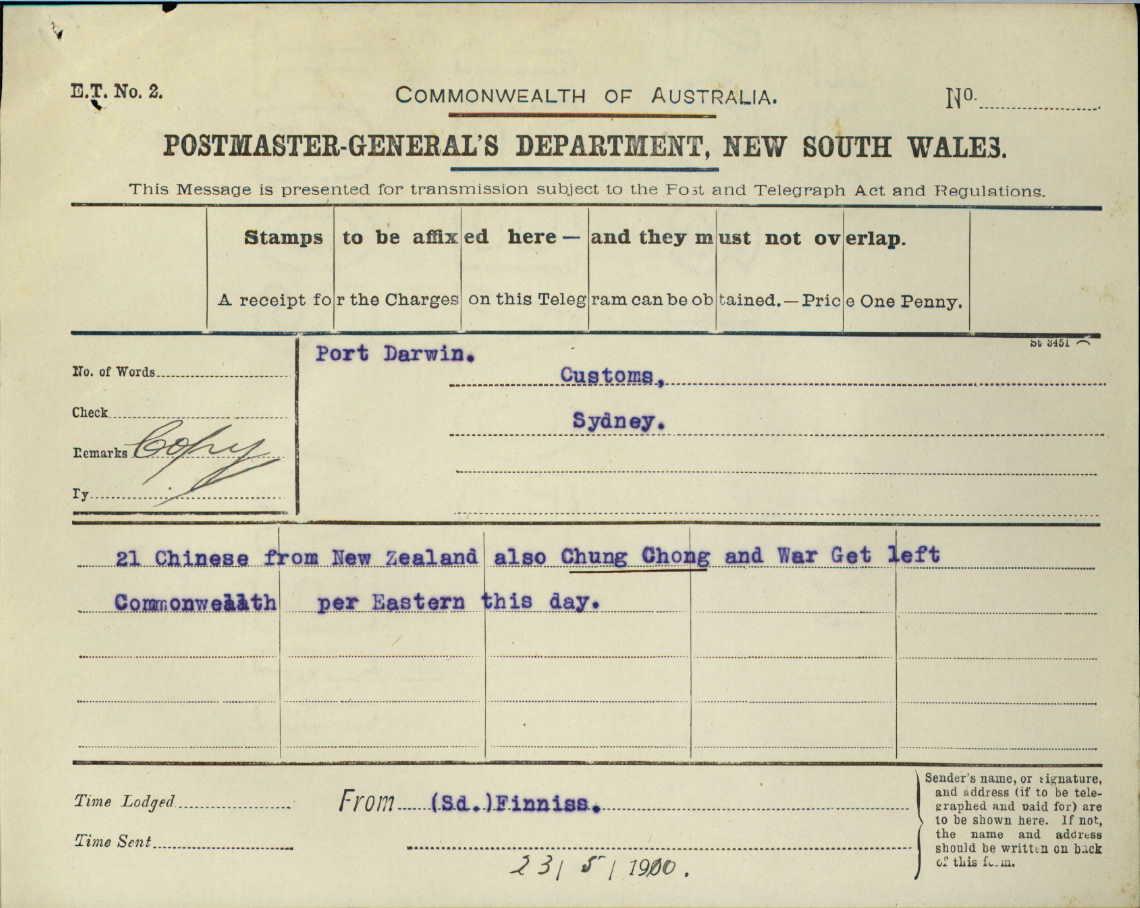 E.T. No. 2.
COMMONWEALTH OF AUSTRALIA.
No.
POSTMASTER-GENERAL'S DEPARTMENT, NEW SOUTH WALES.
This Message is presented for transmission subject to the Post and Telegraph Act and Regulations.
Stamps to be affixed here — and they must not overlap.
A receipt for the Charges on this Telegram can be obtained.—Price One Penny.
St 3451
No. of Words
Check
Remarks Copy
By
Port Darwin.
Customs,
Sydney.
21 Chinese from New Zealand also Chung Chong and War Get left
Commonwealth per Eastern this day.
Time Lodged
From (Sd.)Finniss.
Time Sent
23/5/1910.
Sender's name, or signature,
and address (if to be tele-
graphed and paid for) are
to be shown here. If not,
the name and address
should be written on back
of this form.